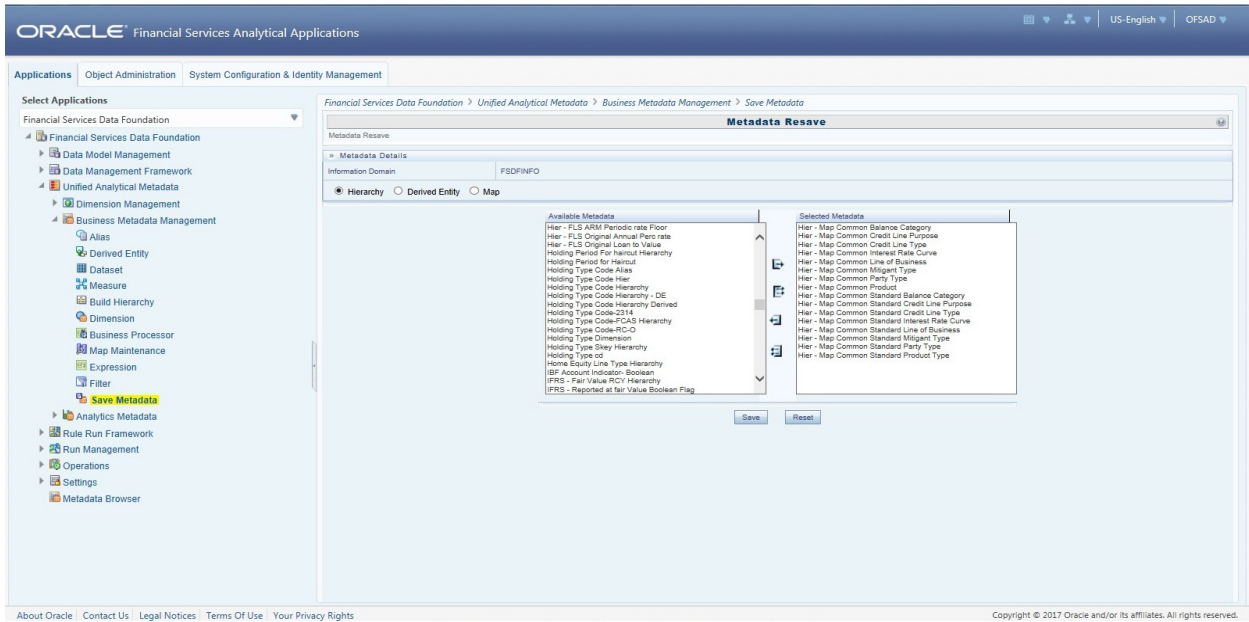 ORACLE Financial Services Analytical Applications
US-English OFSAD
Applications Object Administration System Configuration & Identity Management
Select Applications
Financial Services Data Foundation
Financial Services Data Foundation
Data Model Management
Data Management Framework
Unified Analytical Metadata
Dimension Management
Business Metadata Management
Alias
Derived Entity
Dataset
Measure
Build Hierarchy
Dimension
Business Processor
Map Maintenance
Expression
Filter
Save Metadata
Analytics Metadata
Rule Run Framework
Run Management
Operations
Settings
Metadata Browser
Financial Services Data Foundation > Unified Analytical Metadata > Business Metadata Management > Save Metadata
Metadata Resave
Metadata Resave
» Metadata Details
Information Domain FSDFINFO
Hierarchy Derived Entity Map
Available Metadata
Hier - FLS ARM Periodic rate Floor
Hier - FLS Original Annual Perc rate
Hier - FLS Original Loan to Value
Holding Period For haircut Hierarchy
Holding Period for Haircut
Holding Type Code Alias
Holding Type Code Hier
Holding Type Code Hierarchy
Holding Type Code Hierarchy - DE
Holding Type Code Hierarchy Derived
Holding Type Code-2314
Holding Type Code-FCAS Hierarchy
Holding Type Code-RC-O
Holding Type Dimension
Holding Type Skey Hierarchy
Holding Type cd
Home Equity Line Type Hierarchy
IBF Account Indicator- Boolean
IFRS - Fair Value RCY Hierarchy
IFRS - Reported at fair Value Boolean Flag
Selected Metadata
Hier - Map Common Balance Category
Hier - Map Common Credit Line Purpose
Hier - Map Common Credit Line Type
Hier - Map Common Interest Rate Curve
Hier - Map Common Line of Business
Hier - Map Common Mitigant Type
Hier - Map Common Party Type
Hier - Map Common Product
Hier - Map Common Standard Balance Category
Hier - Map Common Standard Credit Line Purpose
Hier - Map Common Standard Credit Line Type
Hier - Map Common Standard Interest Rate Curve
Hier - Map Common Standard Line of Business
Hier - Map Common Standard Mitigant Type
Hier - Map Common Standard Party Type
Hier - Map Common Standard Product Type
Save Reset
About Oracle Contact Us Legal Notices Terms Of Use Your Privacy Rights
Copyright © 2017 Oracle and/or its affiliates. All rights reserved.